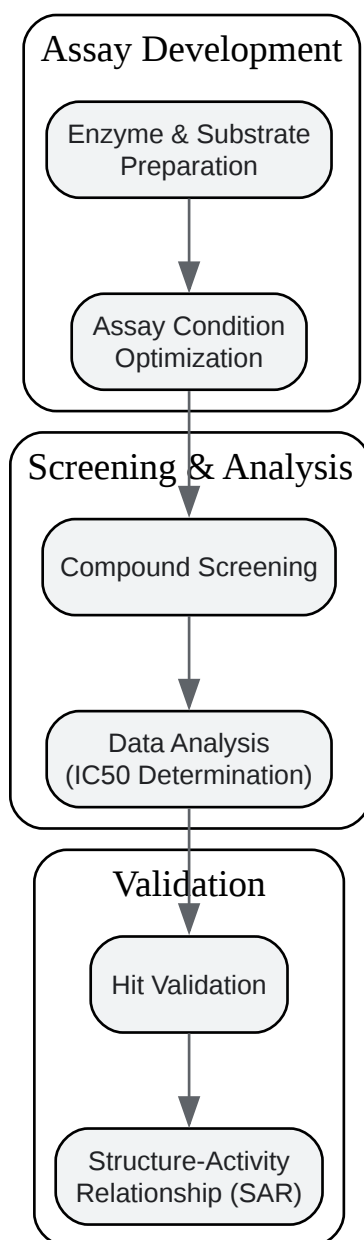 Assay Development
Enzyme & Substrate
Preparation
Assay Condition
Optimization
Screening & Analysis
Compound Screening
Data Analysis
(IC50 Determination)
Validation
Hit Validation
Structure-Activity
Relationship (SAR)